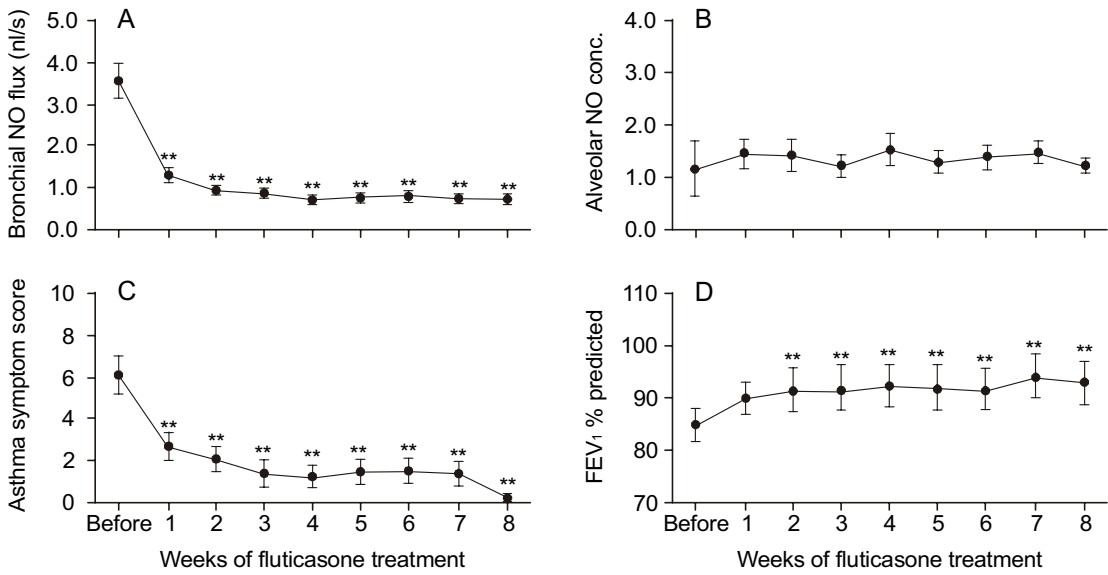 A
Bronchial NO flux (nl/s)
5.0
4.0
3.0
2.0
1.0
0.0
** ** ** ** ** ** ** **
B
Alveolar NO conc.
4.0
3.0
2.0
1.0
0.0
C
Asthma symptom score
10
8
6
4
2
0
** ** ** ** ** ** ** **
Before 1 2 3 4 5 6 7 8
Weeks of fluticasone treatment
D
FEV₁ % predicted
110
100
90
80
70
** ** ** ** ** ** **
Before 1 2 3 4 5 6 7 8
Weeks of fluticasone treatment